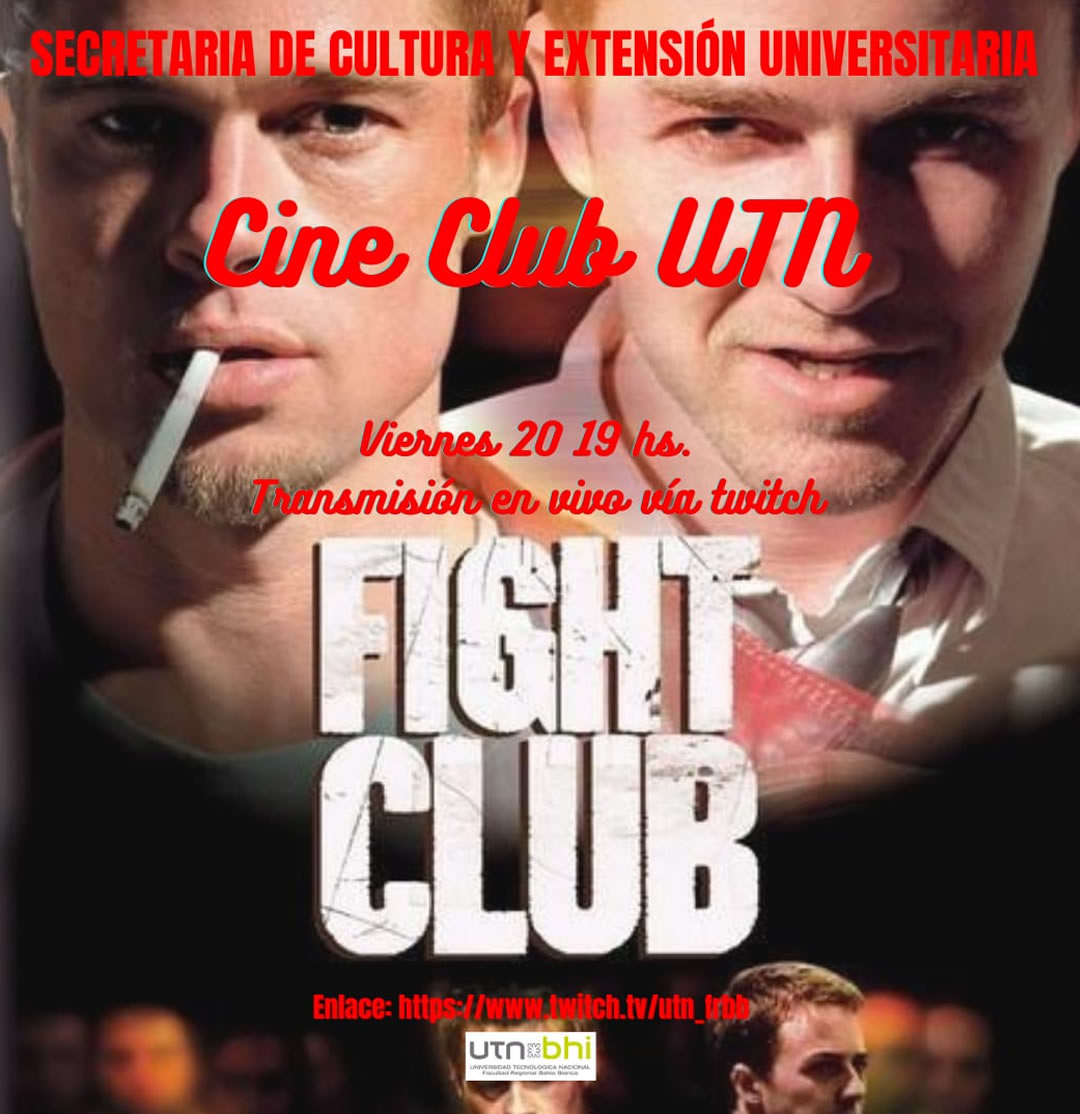 SECRETARIA DE CULTURA Y EXTENSIÓN UNIVERSITARIA
Cine Club UTN
Viernes 20 19 hs.
Transmisión en vivo vía twitch
FIGHT
CLUB
Enlace: https://www.twitch.tv/utn_frbb
utn bhi
UNIVERSIDAD TECNOLOGICA NACIONAL
Facultad Regional Bahía Blanca